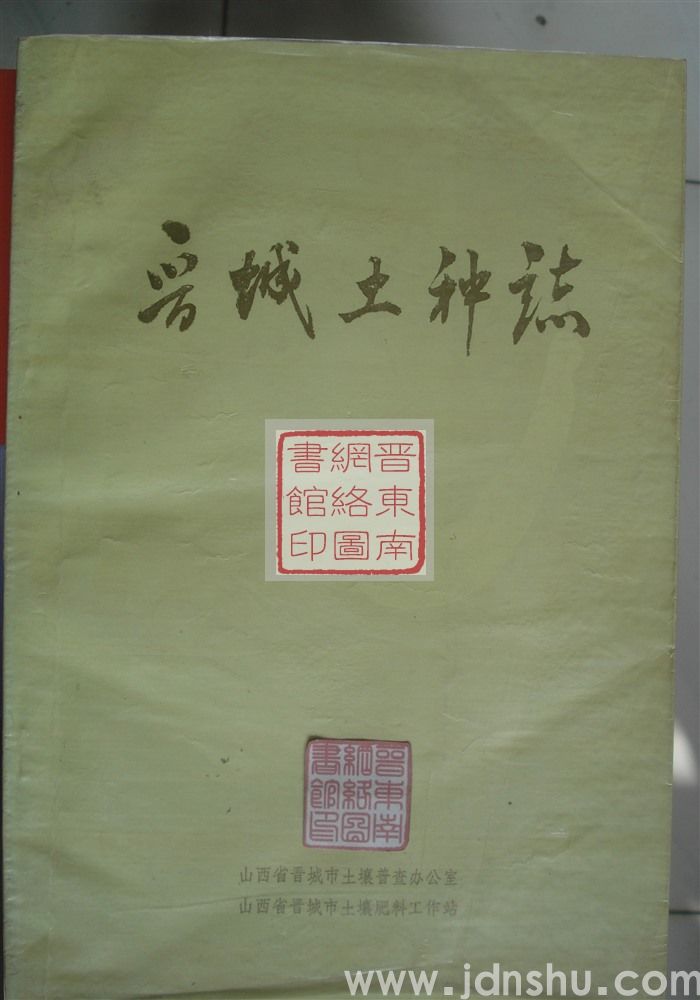 晋城土种誌
晋東南
網絡圖
書館印
晋東南
網絡圖
書館印
山西省晋城市土壤普查办公室
山西省晋城市土壤肥料工作站
www.jdnshu.com